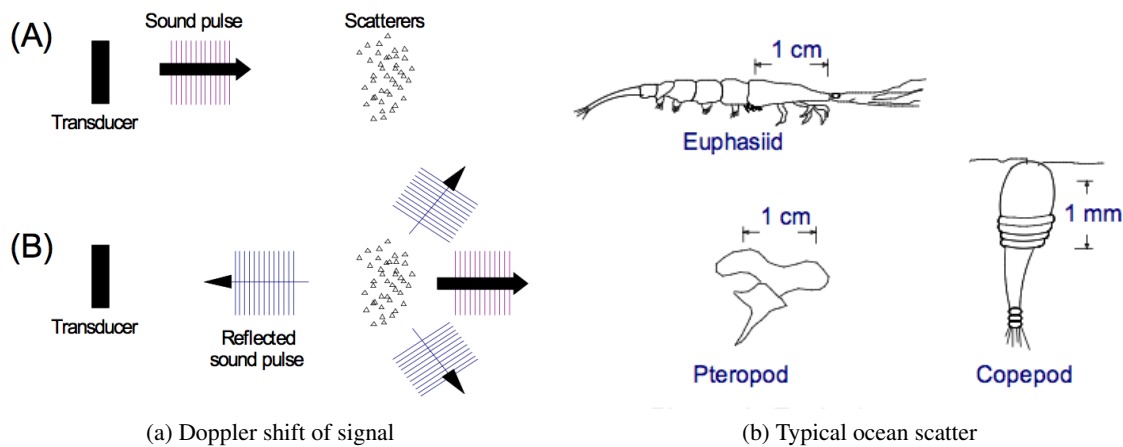 (A)
Sound pulse
Scatterers
Transducer
(B)
Transducer
Reflected
sound pulse
(a) Doppler shift of signal
1 cm
Euphasiid
1 cm
Pteropod
1 mm
Copepod
(b) Typical ocean scatter